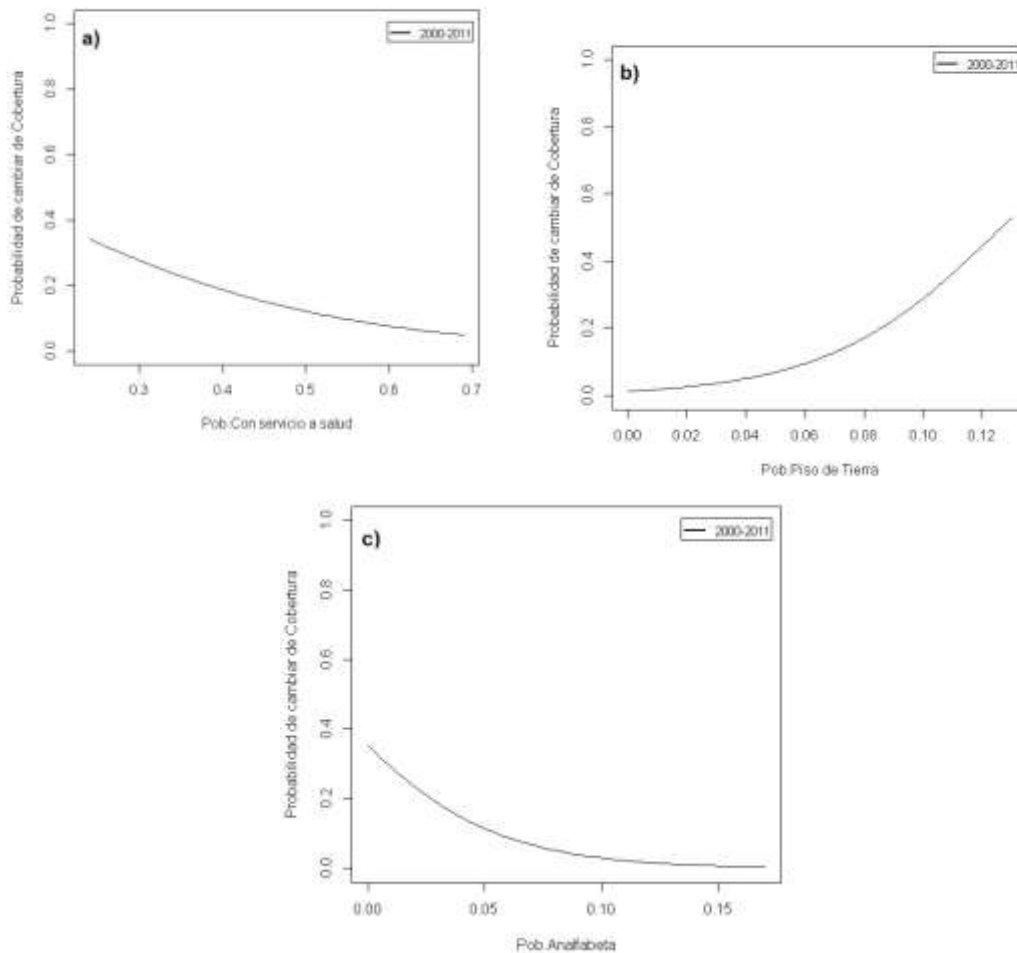 a)
2000-2011
Probabilidad de cambiar de Cobertura
0.0 0.2 0.4 0.6 0.8 1.0
0.3 0.4 0.5 0.6 0.7
Pob.Con servicio a salud
b)
2000-2011
Probabilidad de cambiar de Cobertura
0.0 0.2 0.4 0.6 0.8 1.0
0.00 0.02 0.04 0.06 0.08 0.10 0.12
Pob.Piso de Tierra
c)
2000-2011
Probabilidad de cambiar de Cobertura
0.0 0.2 0.4 0.6 0.8 1.0
0.00 0.05 0.10 0.15
Pob.Analfabeta